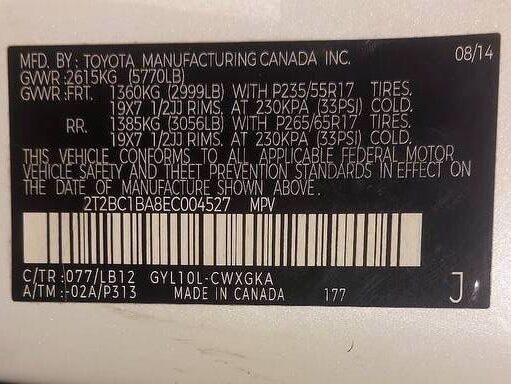 MFD. BY: TOYOTA MANUFACTURING CANADA INC. 08/14
GVWR:2615KG (5770LB)
GVWR:FRT. 1360KG (2999LB) WITH P235/55R17 TIRES.
19X7 1/2JJ RIMS. AT 230KPA (33PSI) COLD.
RR. 1385KG (3056LB) WITH P265/65R17 TIRES.
19X7 1/2JJ RIMS. AT 230KPA (33PSI) COLD.
THIS VEHICLE CONFORMS TO ALL APPLICABLE FEDERAL MOTOR
VEHICLE SAFETY AND THEFT PREVENTION STANDARDS IN EFFECT ON
THE DATE OF MANUFACTURE SHOWN ABOVE.
2T2BC1BA8EC004527 MPV
C/TR:077/LB12 GYL10L-CWXGKA
A/TM:-02A/P313 MADE IN CANADA 177 J